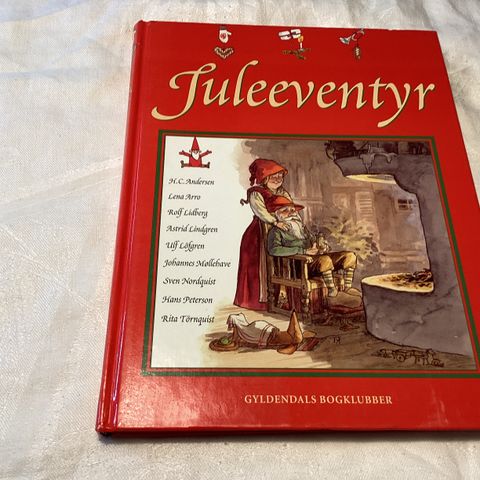 Juleeventyr
H.C. Andersen
Lena Arro
Rolf Lidberg
Astrid Lindgren
Ulf Löfgren
Johannes Møllehave
Sven Nordquist
Hans Peterson
Rita Törnquist
GYLDENDALS BOGKLUBBER